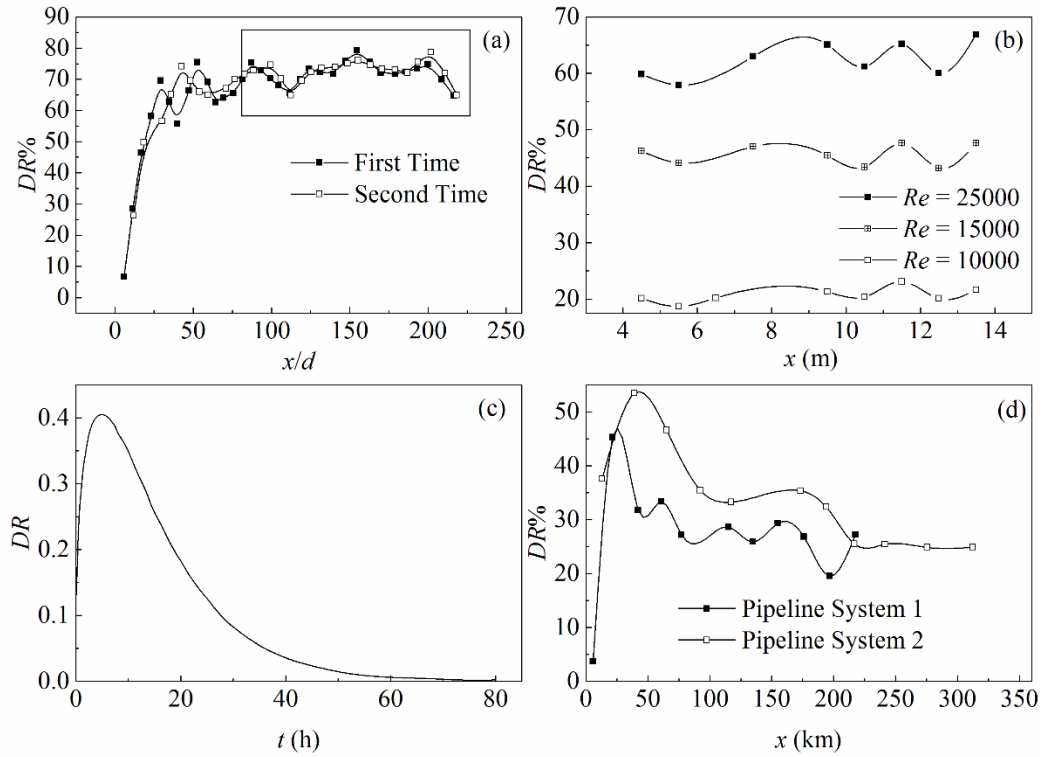 90
80
70
60
50
40
30
20
10
0
DR%
(a)
First Time
Second Time
0 50 100 150 200 250
x/d
70
60
50
40
30
20
DR%
(b)
Re = 25000
Re = 15000
Re = 10000
4 6 8 10 12 14
x (m)
0.4
0.3
0.2
0.1
0.0
DR
(c)
0 20 40 60 80
t (h)
50
40
30
20
10
0
DR%
(d)
Pipeline System 1
Pipeline System 2
0 50 100 150 200 250 300 350
x (km)